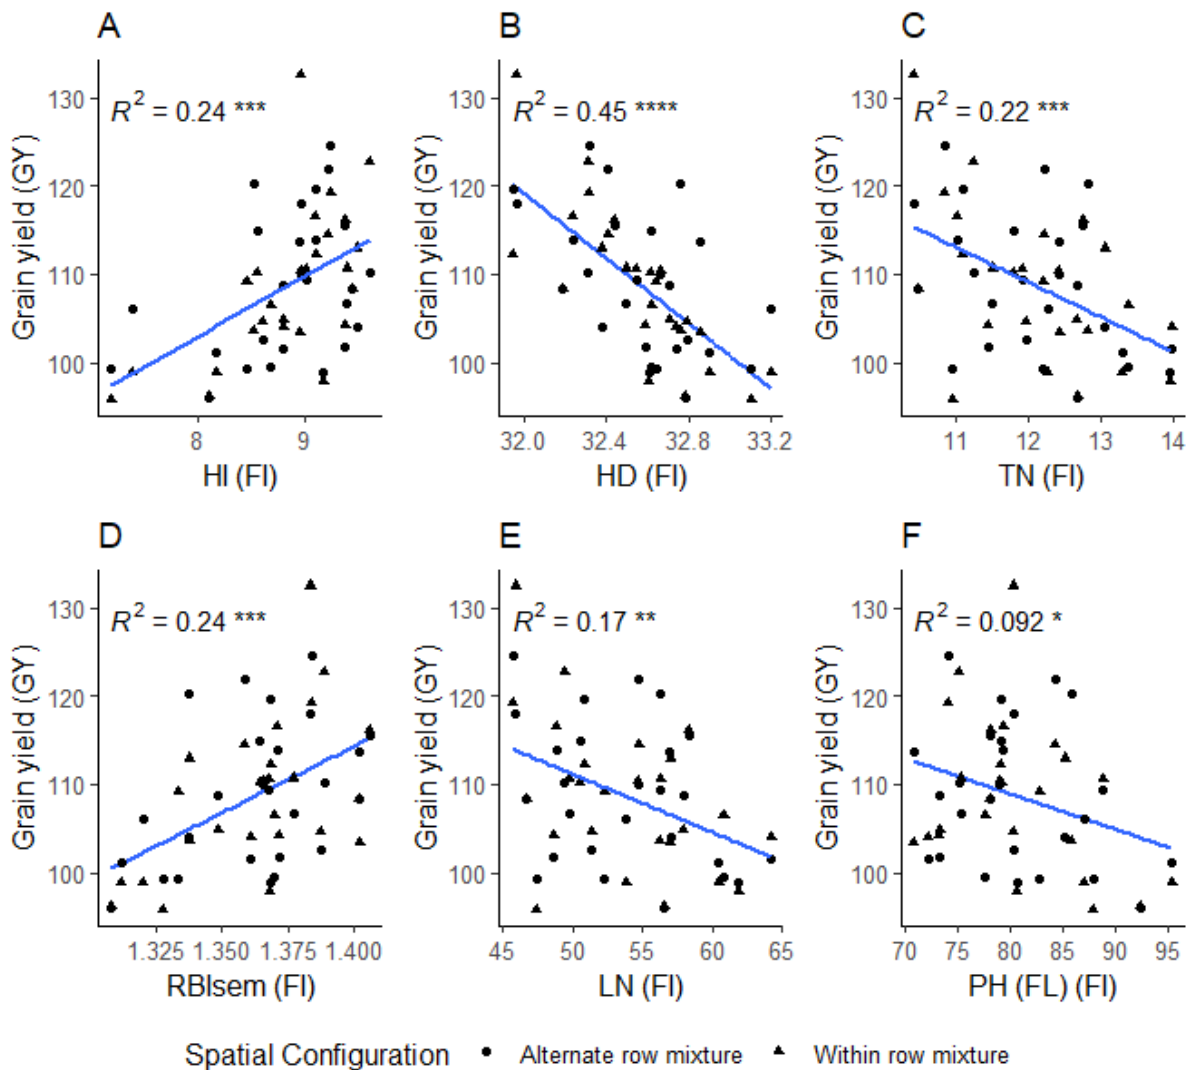 A
B
C
R² = 0.24 ***
R² = 0.45 ****
R² = 0.22 ***
Grain yield (GY)
130
120
110
100
8
9
HI (FI)
Grain yield (GY)
130
120
110
100
32.0
32.4
32.8
33.2
HD (FI)
Grain yield (GY)
130
120
110
100
11
12
13
14
TN (FI)
D
E
F
R² = 0.24 ***
R² = 0.17 **
R² = 0.092 *
Grain yield (GY)
130
120
110
100
1.325
1.350
1.375
1.400
RBIsem (FI)
Grain yield (GY)
130
120
110
100
45
50
55
60
65
LN (FI)
Grain yield (GY)
130
120
110
100
70
75
80
85
90
95
PH (FL) (FI)
Spatial Configuration
Alternate row mixture
Within row mixture